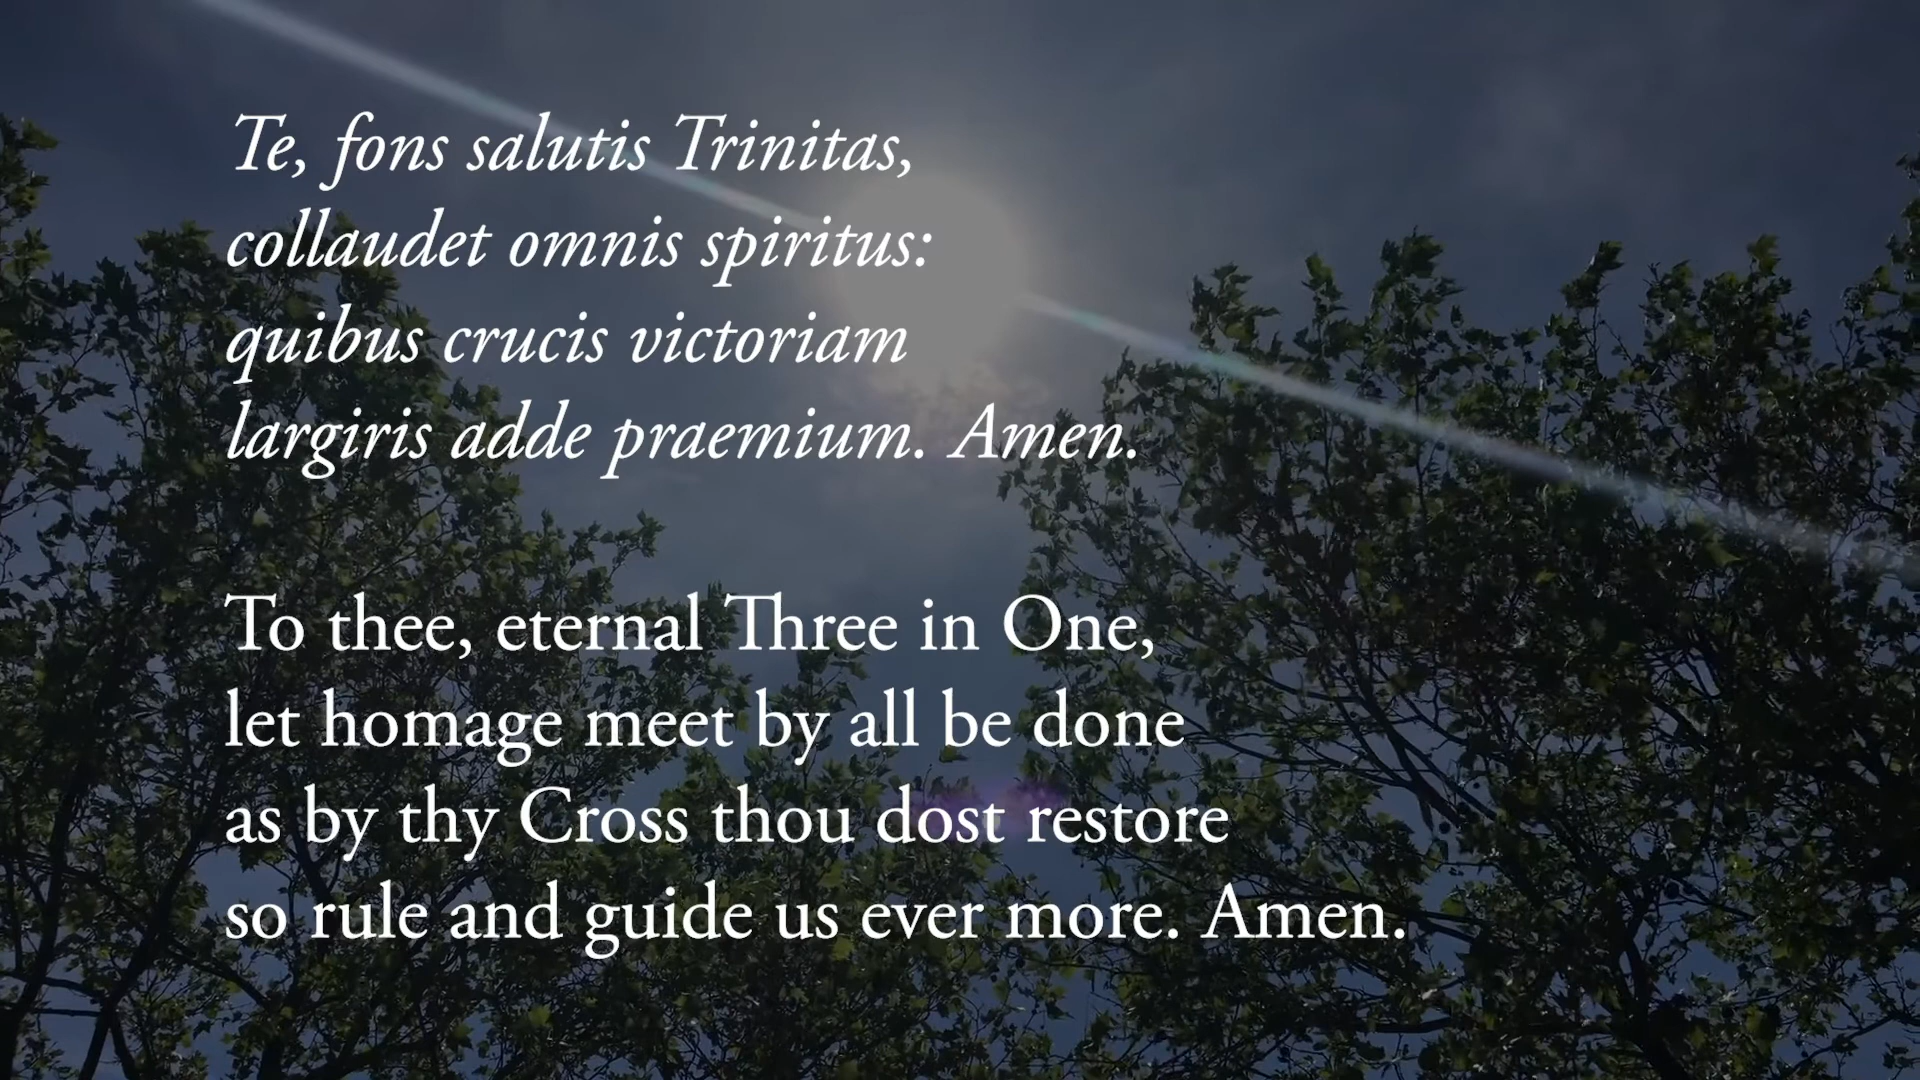 Te, fons salutis Trinitas,
collaudet omnis spiritus:
quibus crucis victoriam
largiris adde praemium. Amen.
To thee, eternal Three in One,
let homage meet by all be done
as by thy Cross thou dost restore
so rule and guide us ever more. Amen.